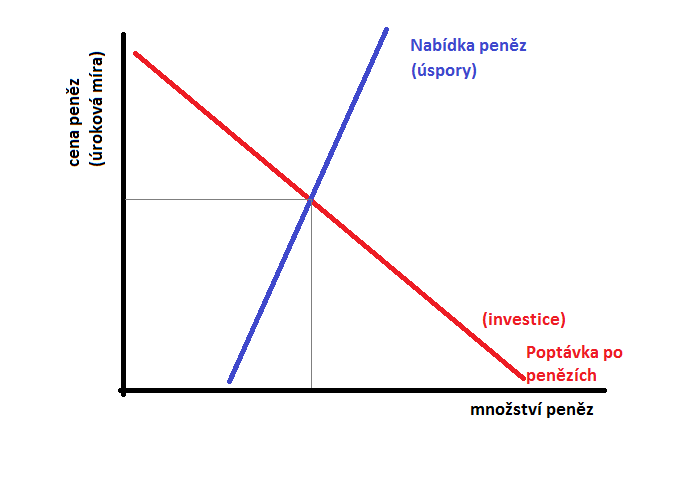 Nabídka peněz
(úspory)
cena peněz
(úroková míra)
(investice)
Poptávka po
penězích
množství peněz